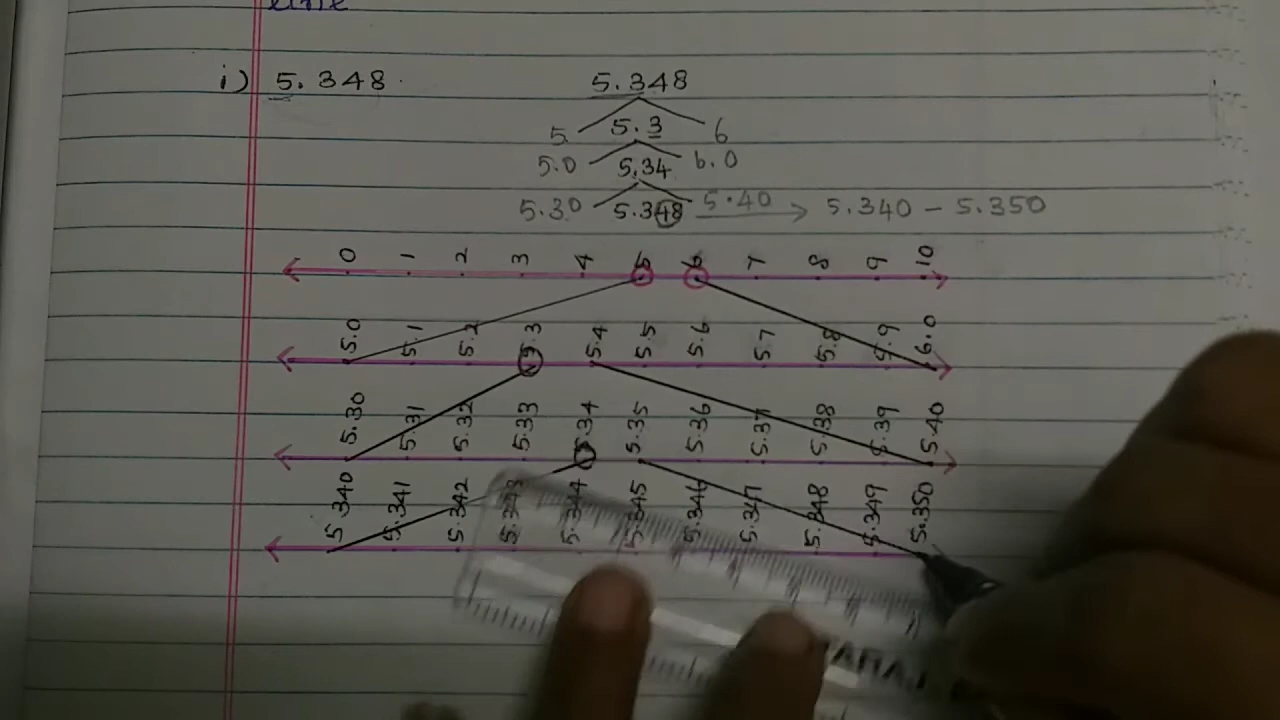 i) 5.348 5.348
5 5.3 6
5.0 5.34 6.0
5.30 5.348 5.40 → 5.340 - 5.350
0 1 2 3 4 5 6 7 8 9 10
5.0 5.1 5.2 5.3 5.4 5.5 5.6 5.7 5.8 5.9 6.0
5.30 5.31 5.32 5.33 5.34 5.35 5.36 5.37 5.38 5.39 5.40
5.340 5.341 5.342 5.343 5.344 5.345 5.346 5.347 5.348 5.349 5.350